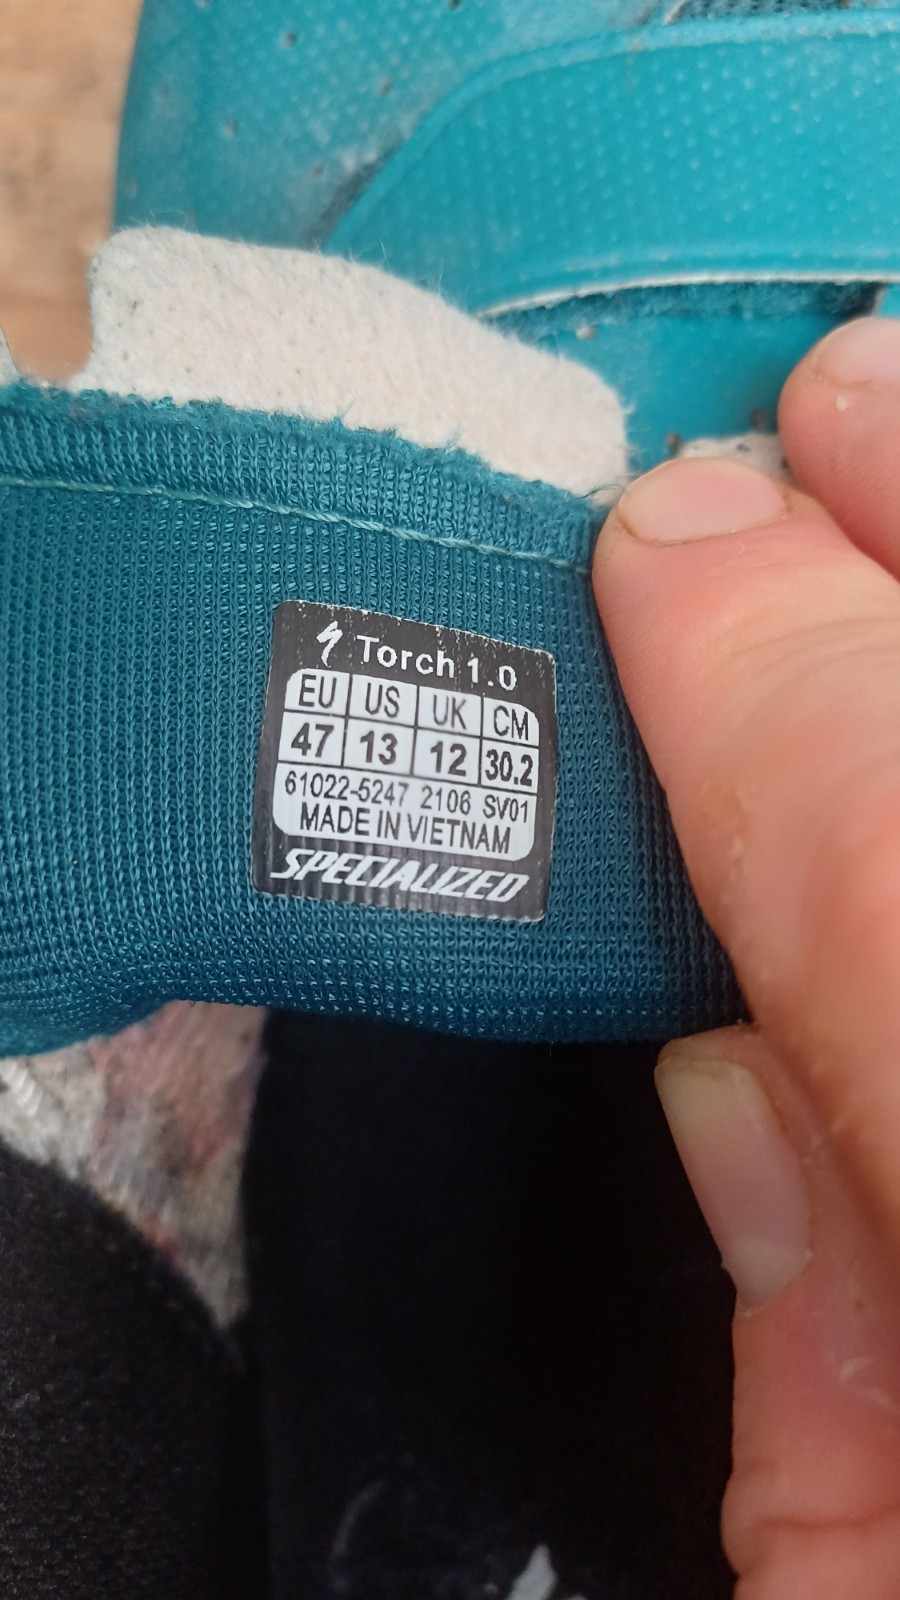 Torch 1.0
EU US UK CM
47 13 12 30.2
61022-5247 2106 SV01
MADE IN VIETNAM
SPECIALIZED